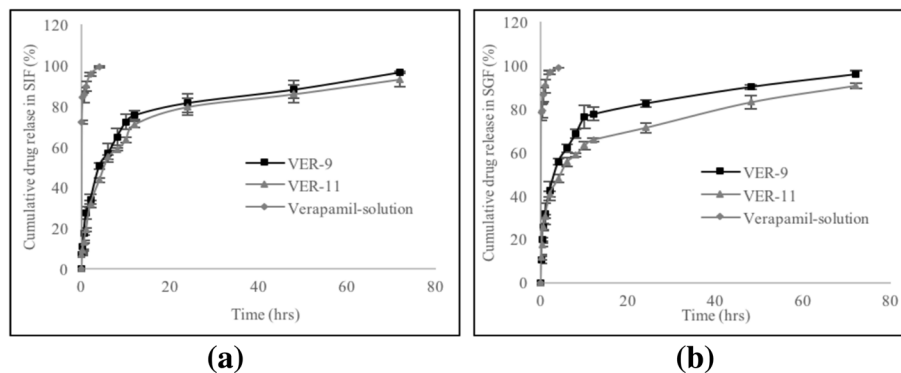 Cumulative drug relase in SIF (%)
120
100
80
60
40
20
0
VER-9
VER-11
Verapamil-solution
0
20
40
60
80
Time (hrs)
(a)
Cumulative drug release in SGF (%)
120
100
80
60
40
20
0
VER-9
VER-11
Verapamil-solution
0
20
40
60
80
Time (hrs)
(b)